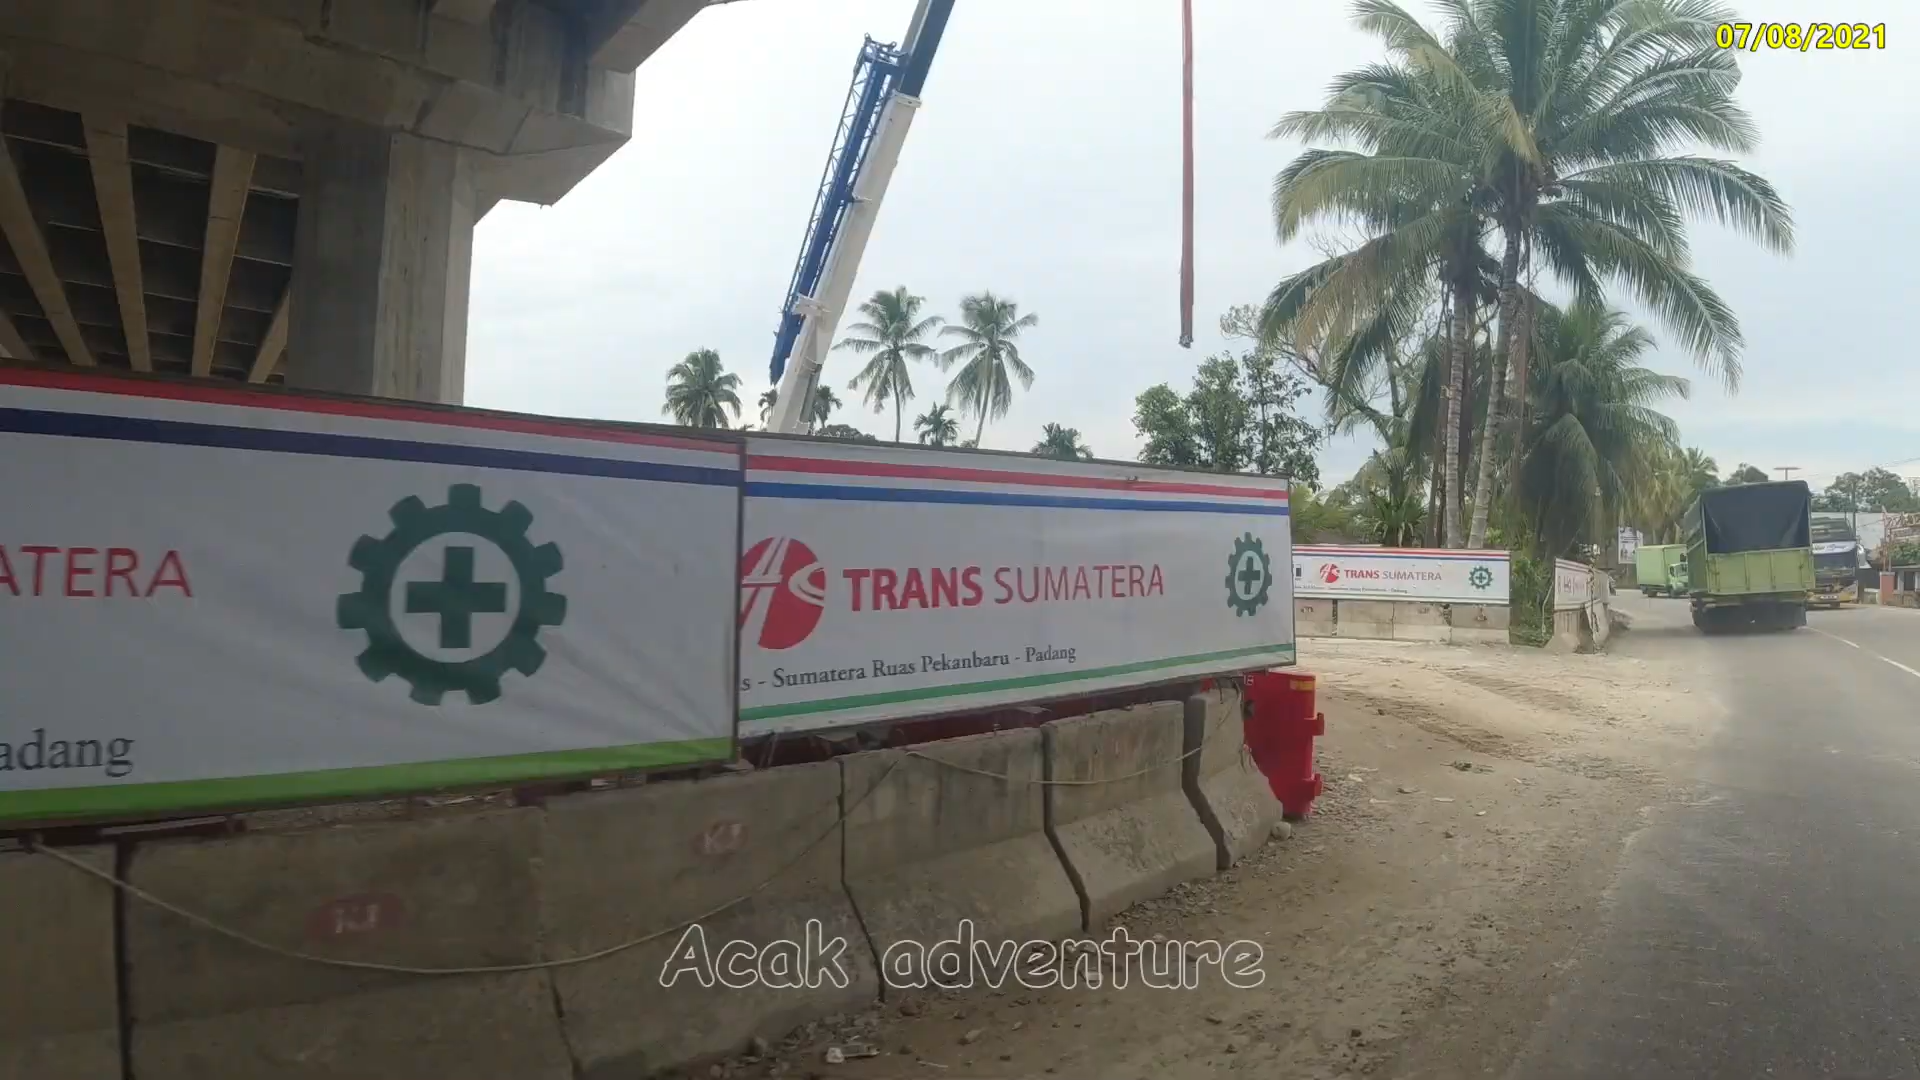 07/08/2021
ATERA
adang
TRANS SUMATERA
s - Sumatera Ruas Pekanbaru - Padang
TRANS SUMATERA
Acak adventure